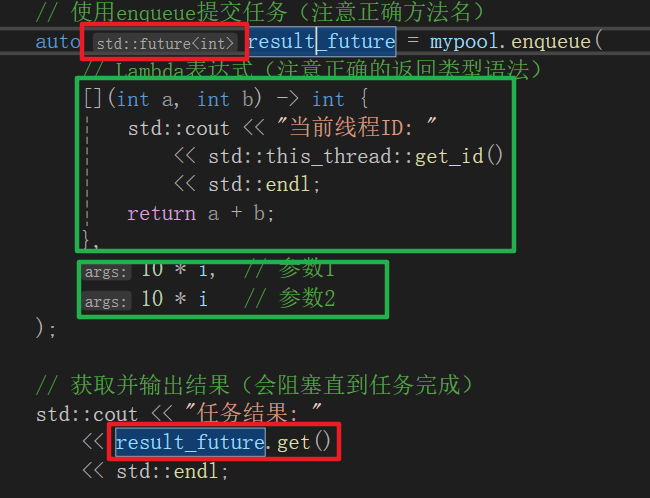 // 使用enqueue提交任务（注意正确方法名）
auto std::future<int> result_future = mypool.enqueue(
// Lambda表达式（注意正确的返回类型语法）
[](int a, int b) -> int {
std::cout << "当前线程ID: "
<< std::this_thread::get_id()
<< std::endl;
return a + b;
},
args: 10 * i, // 参数1
args: 10 * i // 参数2
);
// 获取并输出结果（会阻塞直到任务完成）
std::cout << "任务结果: "
<< result_future.get()
<< std::endl;